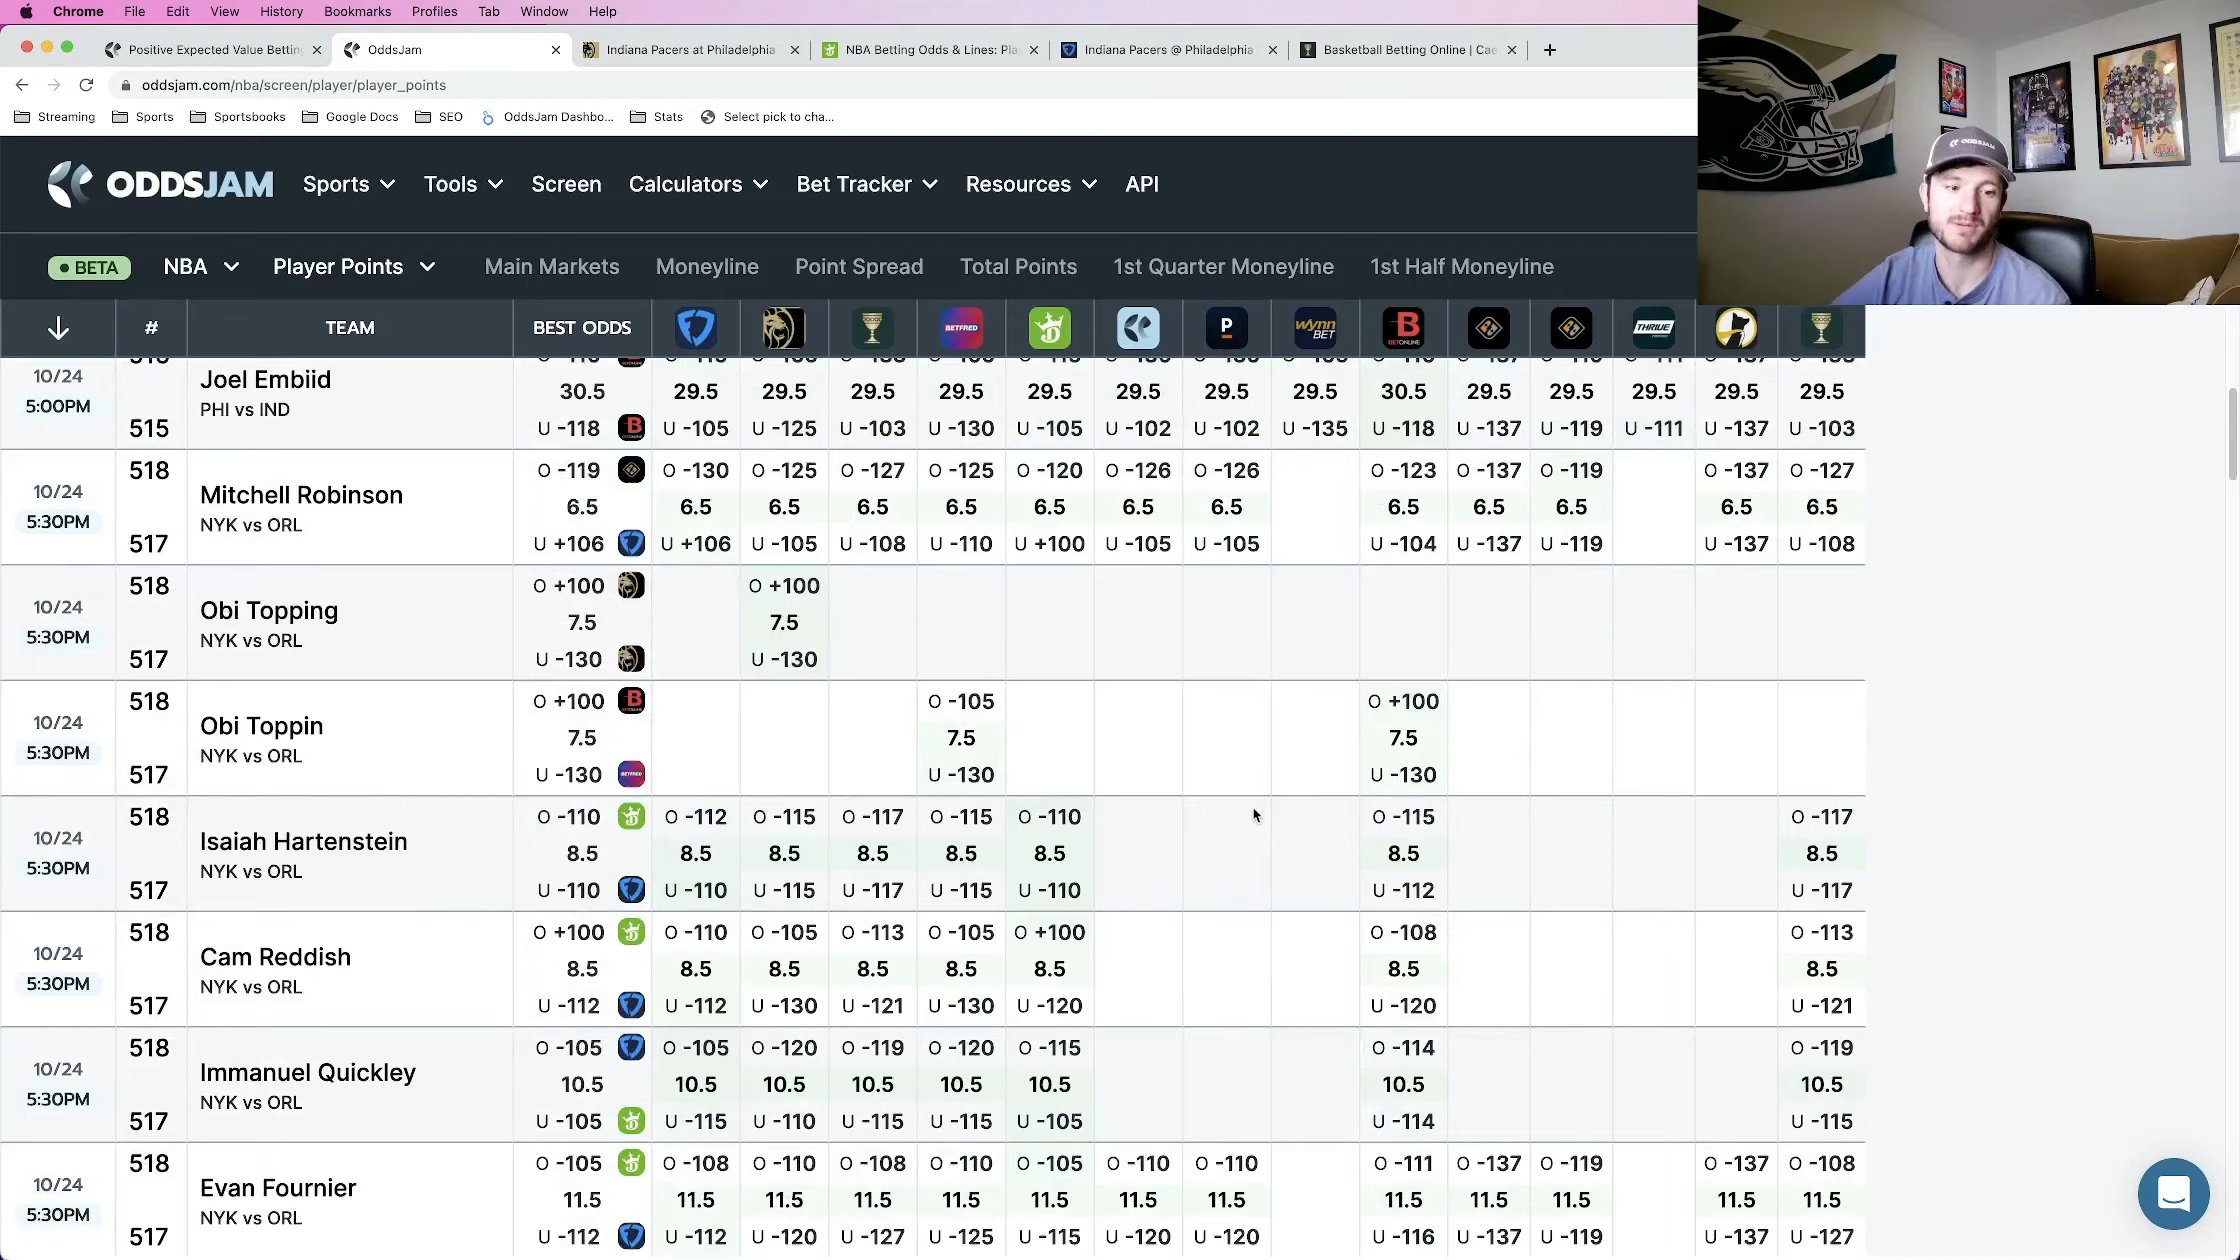 Chrome File Edit View History Bookmarks Profiles Tab Window Help
Positive Expected Value Betting OddsJam Indiana Pacers at Philadelphia NBA Betting Odds & Lines: Pla Indiana Pacers @ Philadelphia Basketball Betting Online | Cae
oddsjam.com/nba/screen/player/player_points
Streaming Sports Sportsbooks Google Docs SEO OddsJam Dashbo... Stats Select pick to cha...
ODDSJAM Sports Tools Screen Calculators Bet Tracker Resources API
ODDSJAM
BETA NBA Player Points Main Markets Moneyline Point Spread Total Points 1st Quarter Moneyline 1st Half Moneyline
# TEAM BEST ODDS BETFRED P WYNN BET B BETONLINE THRIVE
10/24 Joel Embiid 30.5 29.5 29.5 29.5 29.5 29.5 29.5 29.5 29.5 30.5 29.5 29.5 29.5 29.5 29.5
5:00PM PHI vs IND
515 U -118 U -105 U -125 U -103 U -130 U -105 U -102 U -102 U -135 U -118 U -137 U -119 U -111 U -137 U -103
518 O -119 O -130 O -125 O -127 O -125 O -120 O -126 O -126 O -123 O -137 O -119 O -137 O -127
10/24 Mitchell Robinson 6.5 6.5 6.5 6.5 6.5 6.5 6.5 6.5 6.5 6.5 6.5 6.5 6.5
5:30PM NYK vs ORL
517 U +106 U +106 U -105 U -108 U -110 U +100 U -105 U -105 U -104 U -137 U -119 U -137 U -108
518 O +100 O +100
10/24 Obi Topping 7.5 7.5
5:30PM NYK vs ORL
517 U -130 U -130
518 O +100 O -105 O +100
10/24 Obi Toppin 7.5 7.5 7.5
5:30PM NYK vs ORL
517 U -130 BETFRED U -130 U -130
518 O -110 O -112 O -115 O -117 O -115 O -110 O -115 O -117
10/24 Isaiah Hartenstein 8.5 8.5 8.5 8.5 8.5 8.5 8.5 8.5
5:30PM NYK vs ORL
517 U -110 U -110 U -115 U -117 U -115 U -110 U -112 U -117
518 O +100 O -110 O -105 O -113 O -105 O +100 O -108 O -113
10/24 Cam Reddish 8.5 8.5 8.5 8.5 8.5 8.5 8.5 8.5
5:30PM NYK vs ORL
517 U -112 U -112 U -130 U -121 U -130 U -120 U -120 U -121
518 O -105 O -105 O -120 O -119 O -120 O -115 O -114 O -119
10/24 Immanuel Quickley 10.5 10.5 10.5 10.5 10.5 10.5 10.5 10.5
5:30PM NYK vs ORL
517 U -105 U -115 U -110 U -115 U -115 U -105 U -114 U -115
518 O -105 O -108 O -110 O -108 O -110 O -105 O -110 O -110 O -111 O -137 O -119 O -137 O -108
10/24 Evan Fournier 11.5 11.5 11.5 11.5 11.5 11.5 11.5 11.5 11.5 11.5 11.5 11.5 11.5
5:30PM NYK vs ORL
517 U -112 U -112 U -120 U -127 U -125 U -115 U -120 U -120 U -116 U -137 U -119 U -137 U -127